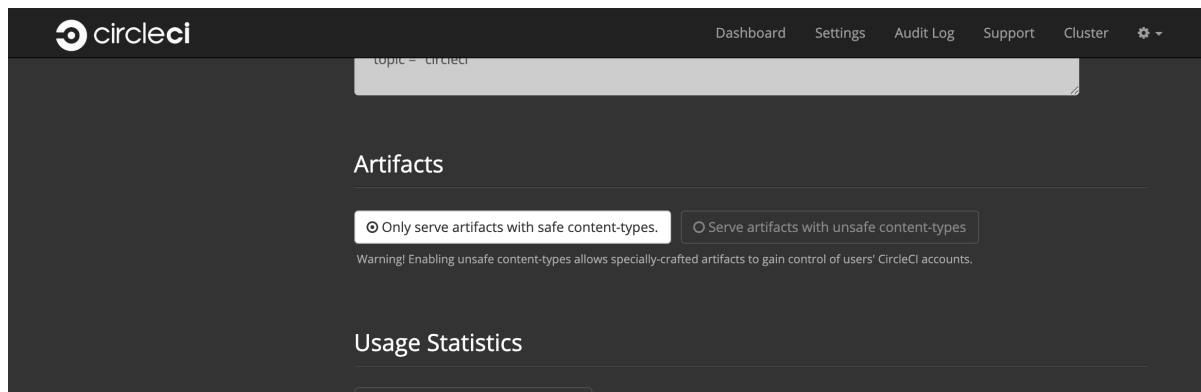 circleci
Dashboard Settings Audit Log Support Cluster
topic = "circleci"
Artifacts
Only serve artifacts with safe content-types. Serve artifacts with unsafe content-types
Warning! Enabling unsafe content-types allows specially-crafted artifacts to gain control of users' CircleCI accounts.
Usage Statistics